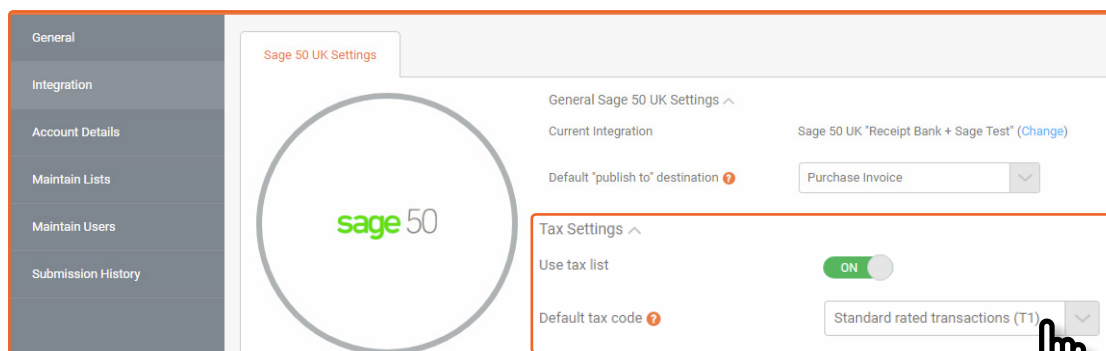 General
Integration
Account Details
Maintain Lists
Maintain Users
Submission History
Sage 50 UK Settings
sage 50
General Sage 50 UK Settings
Current Integration Sage 50 UK "Receipt Bank + Sage Test" (Change)
Default "publish to" destination ? Purchase Invoice
Tax Settings
Use tax list ON
Default tax code ? Standard rated transactions (T1)